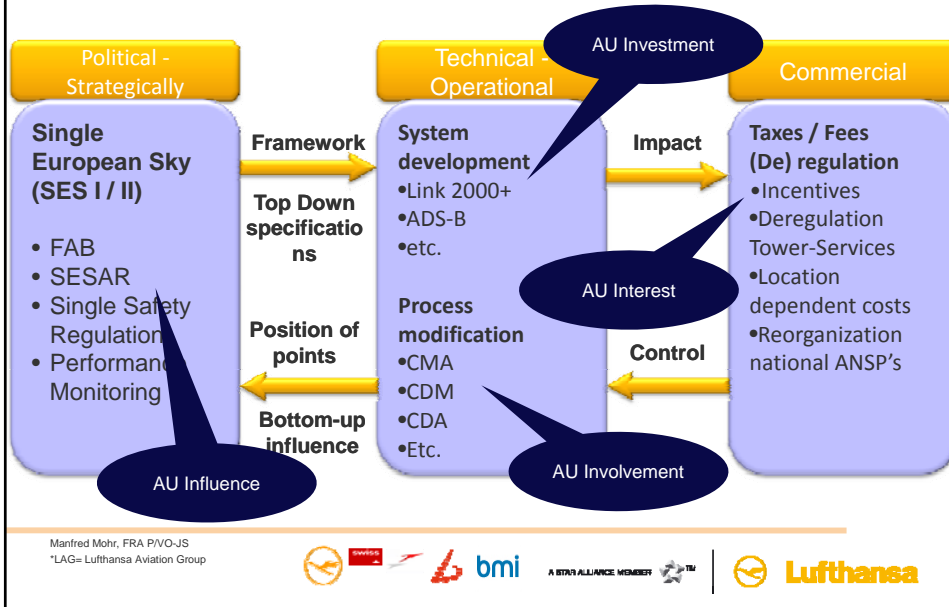 Political -
Strategically
Technical -
Operational
AU Investment
Commercial
Single
European Sky
(SES I / II)
• FAB
• SESAR
• Single Safety
Regulation
• Performanc
Monitoring
AU Influence
Framework
Top Down
specificatio
ns
Position of
points
Bottom-up
influence
System
development
•Link 2000+
•ADS-B
•etc.
Process
modification
•CMA
•CDM
•CDA
•Etc.
AU Involvement
Impact
AU Interest
Control
Taxes / Fees
(De) regulation
•Incentives
•Deregulation
Tower-Services
•Location
dependent costs
•Reorganization
national ANSP's
Manfred Mohr, FRA P/VO-JS
*LAG= Lufthansa Aviation Group
swiss
bmi
A STAR ALLIANCE MEMBER TM
Lufthansa